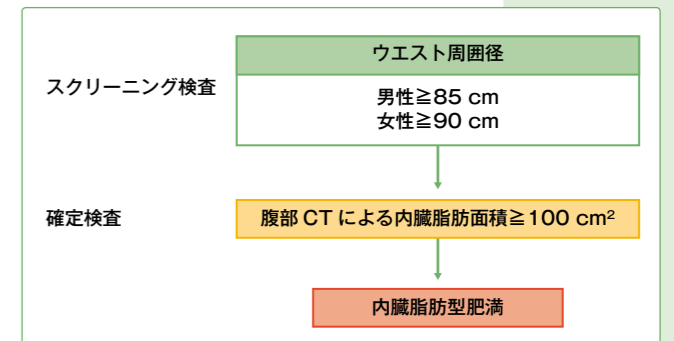 ウエスト周囲径
スクリーニング検査
男性≧85 cm
女性≧90 cm
確定検査
腹部 CT による内臓脂肪面積≧100 cm²
内臓脂肪型肥満